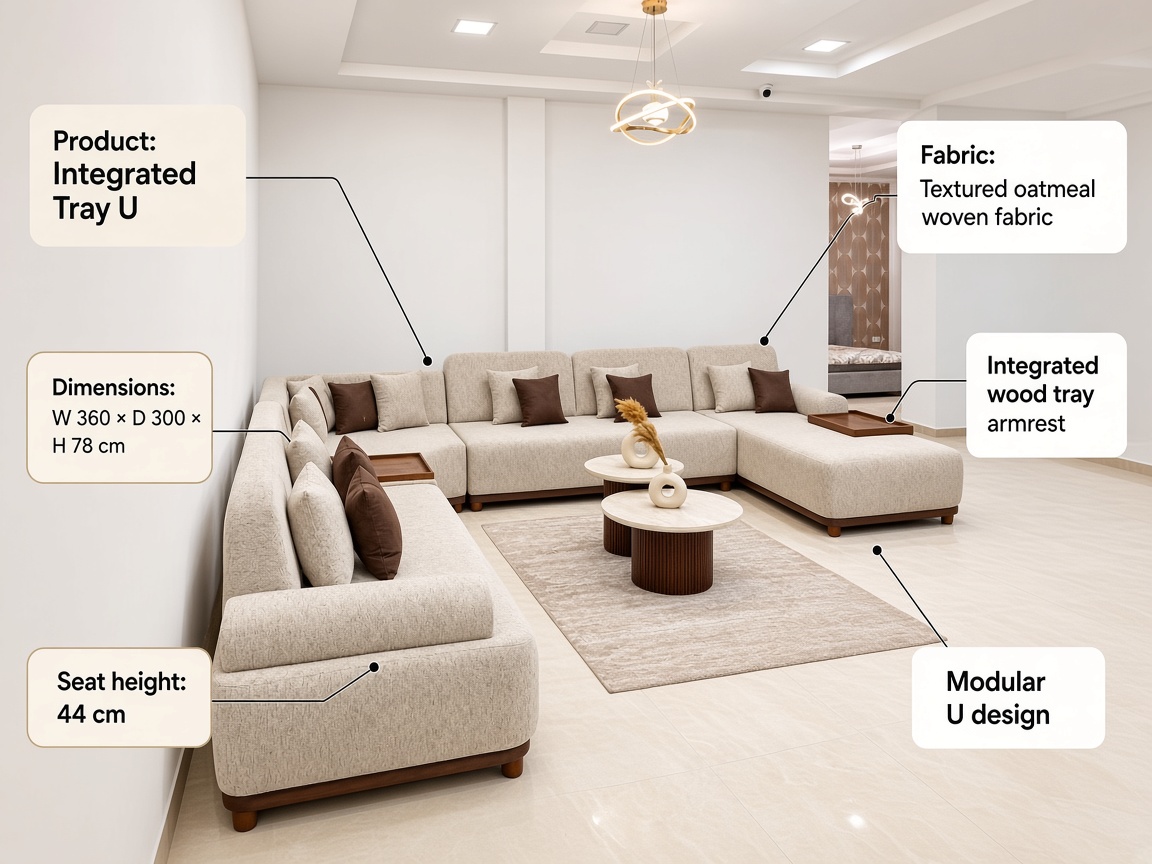 Product:
Integrated
Tray U
Fabric:
Textured oatmeal
woven fabric
Dimensions:
W 360 × D 300 ×
H 78 cm
Integrated
wood tray
armrest
Seat height:
44 cm
Modular
U design